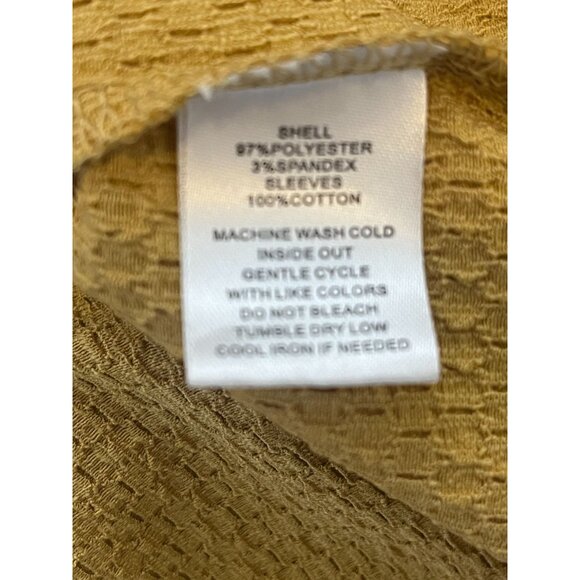 SHELL
97%POLYESTER
3%SPANDEX
SLEEVES
100%COTTON
MACHINE WASH COLD
INSIDE OUT
GENTLE CYCLE
WITH LIKE COLORS
DO NOT BLEACH
TUMBLE DRY LOW
COOL IRON IF NEEDED